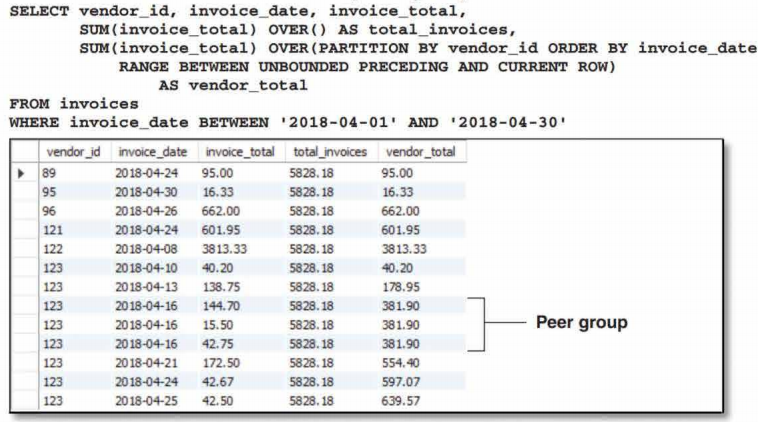 SELECT vendor_id, invoice_date, invoice_total,
SUM(invoice_total) OVER() AS total_invoices,
SUM(invoice_total) OVER(PARTITION BY vendor_id ORDER BY invoice_date
RANGE BETWEEN UNBOUNDED PRECEDING AND CURRENT ROW)
AS vendor_total
FROM invoices
WHERE invoice_date BETWEEN '2018-04-01' AND '2018-04-30'
vendor_id invoice_date invoice_total total_invoices vendor_total
89 2018-04-24 95.00 5828.18 95.00
95 2018-04-30 16.33 5828.18 16.33
96 2018-04-26 662.00 5828.18 662.00
121 2018-04-24 601.95 5828.18 601.95
122 2018-04-08 3813.33 5828.18 3813.33
123 2018-04-10 40.20 5828.18 40.20
123 2018-04-13 138.75 5828.18 178.95
123 2018-04-16 144.70 5828.18 381.90
123 2018-04-16 15.50 5828.18 381.90 Peer group
123 2018-04-16 42.75 5828.18 381.90
123 2018-04-21 172.50 5828.18 554.40
123 2018-04-24 42.67 5828.18 597.07
123 2018-04-25 42.50 5828.18 639.57